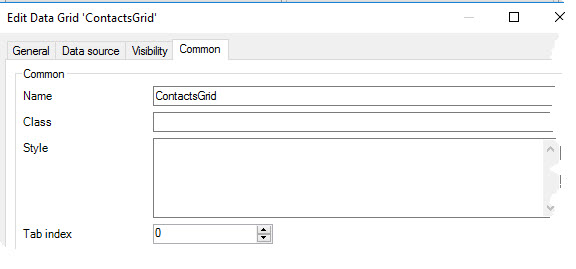 Edit Data Grid 'ContactsGrid'
General Data source Visibility Common
Common
Name ContactsGrid
Class
Style
Tab index 0